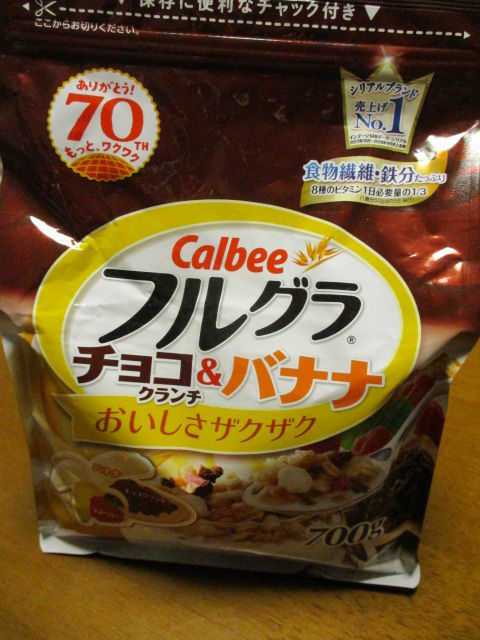 ▼保存に便利なチャック付き▼
ここからお切りください。
ありがとう!
70TH
もっと、ワクワク
シリアルブランド
売上げ
No.1
食物繊維・鉄分たっぷり
8種のビタミン1日必要量の1/3
Calbee
フルグラ®
チョコ&バナナ
クランチ
おいしさザクザク
700g